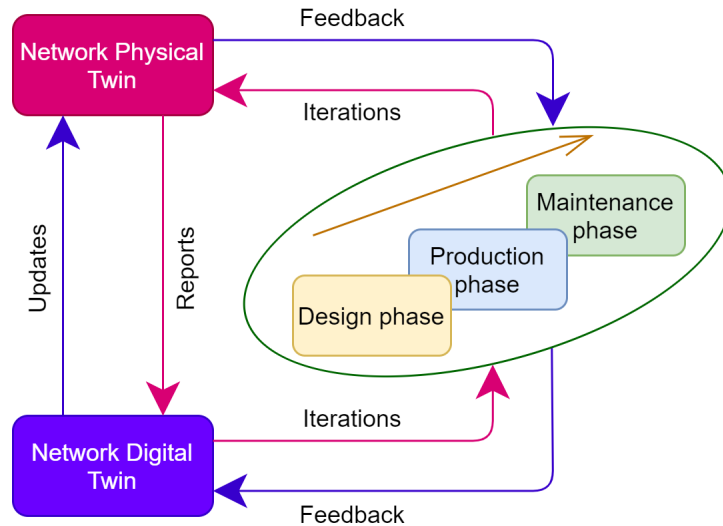 Feedback
Network Physical
Twin
Iterations
Maintenance
phase
Production
phase
Design phase
Updates
Reports
Iterations
Network Digital
Twin
Feedback